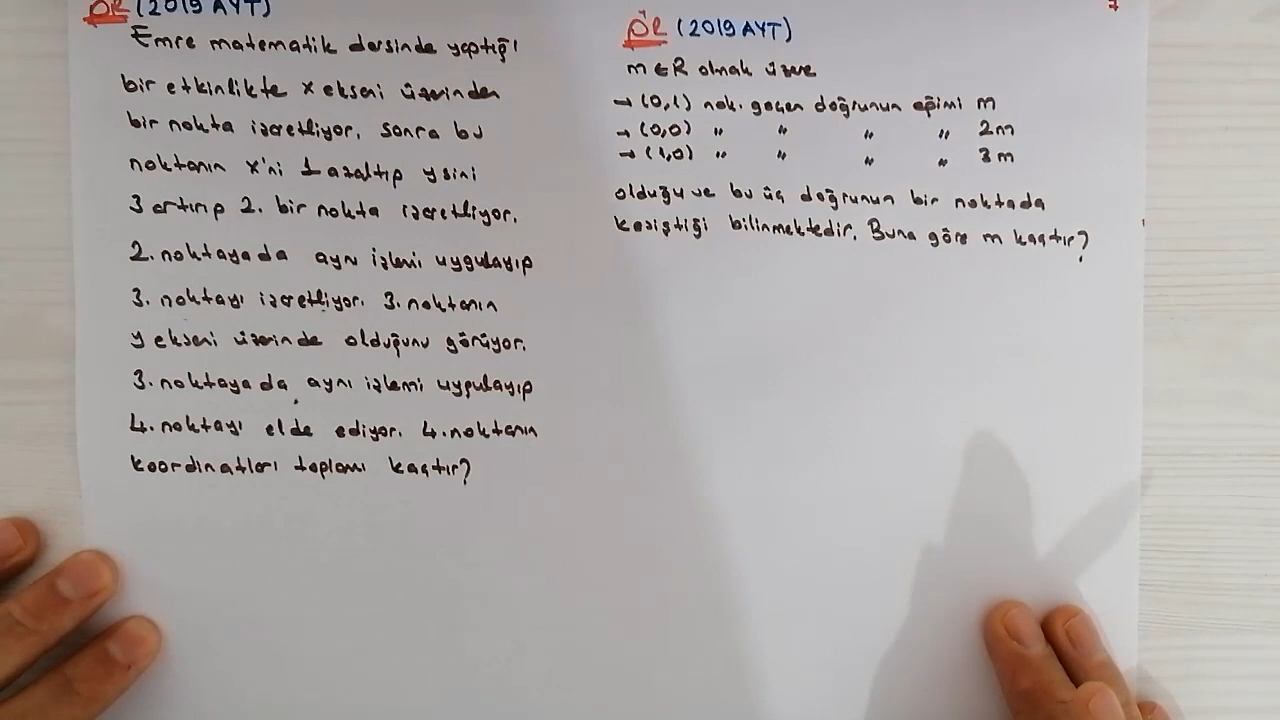 ÖR (2019 AYT)
Emre matematik dersinde yaptığı
bir etkinlikte x ekseni üzerinden
bir nokta işaretliyor, sonra bu
noktanın x'ni 1 azaltıp y sini
3 artırıp 2. bir nokta işaretliyor.
2. noktaya da aynı işlemi uygulayıp
3. noktayı işaretliyor. 3. noktanın
y ekseni üzerinde olduğunu görüyor.
3. noktaya da aynı işlemi uygulayıp
4. noktayı elde ediyor. 4. noktanın
koordinatları toplamı kaçtır?
ÖR (2019 AYT)
m ∈ R olmak üzere
→ (0,1) nok. geçen doğrunun eğimi m
→ (0,0) " " " " 2m
→ (1,0) " " " " 3m
olduğu ve bu üç doğrunun bir noktada
kesiştiği bilinmektedir. Buna göre m kaçtır?